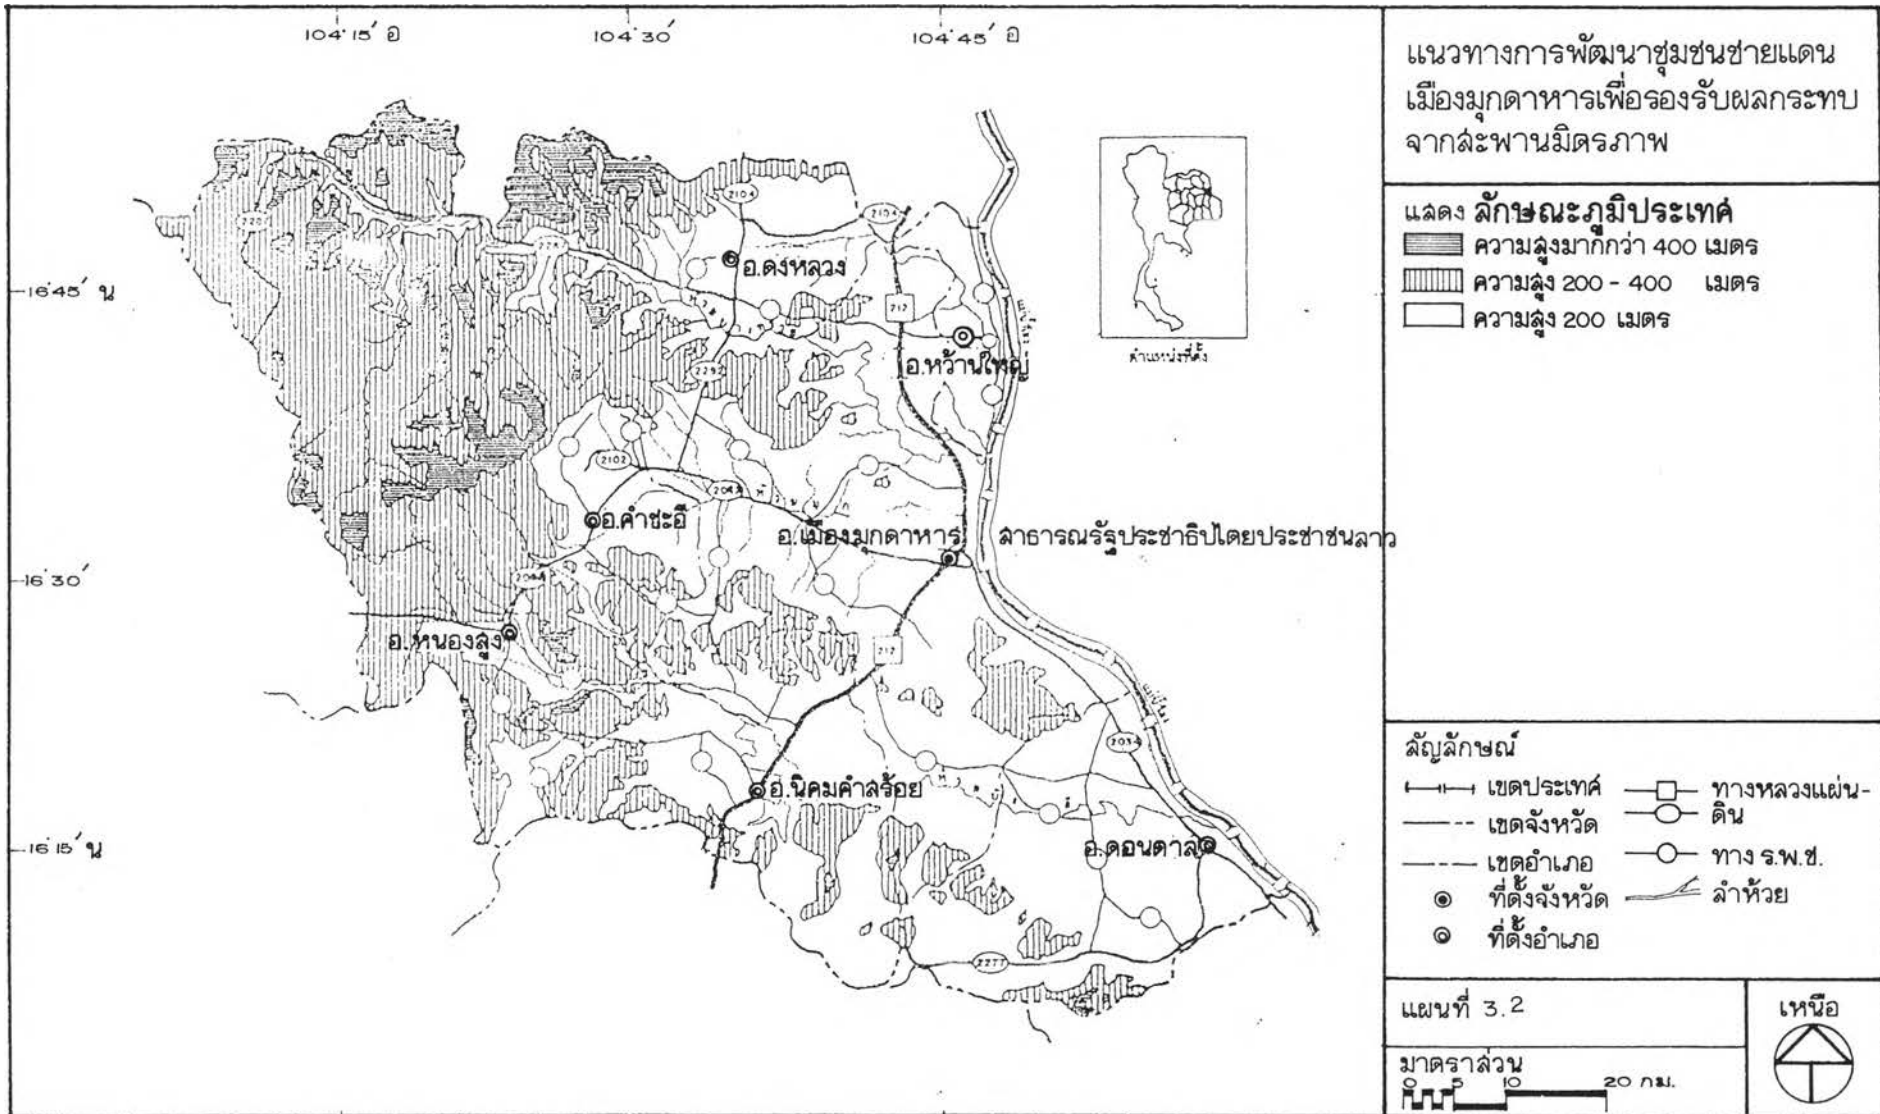 104°15′ อ
104°30′
104°45′ อ
16°45′ น
16°30′
16°15′ น
220
2104
2104
อ.ดงหลวง
212
อ.หว้านใหญ่
2292
2102
อ.คำชะอี
อ.เมืองมุกดาหาร
สาธารณรัฐประชาธิปไตยประชาชนลาว
อ.หนองสูง
212
2034
อ.นิคมคำสร้อย
อ.ดอนตาล
2277
ตำแหน่งที่ตั้ง
แนวทางการพัฒนาชุมชนชายแดน
เมืองมุกดาหารเพื่อรองรับผลกระทบ
จากสะพานมิตรภาพ
แสดง ลักษณะภูมิประเทศ
ความสูงมากกว่า 400 เมตร
ความสูง 200 - 400 เมตร
ความสูง 200 เมตร
สัญลักษณ์
เขตประเทศ
เขตจังหวัด
เขตอำเภอ
ที่ตั้งจังหวัด
ที่ตั้งอำเภอ
ทางหลวงแผ่น-
ดิน
ทาง ร.พ.ช.
ลำห้วย
แผนที่ 3.2
มาตราส่วน
0 5 10 20 กม.
เหนือ